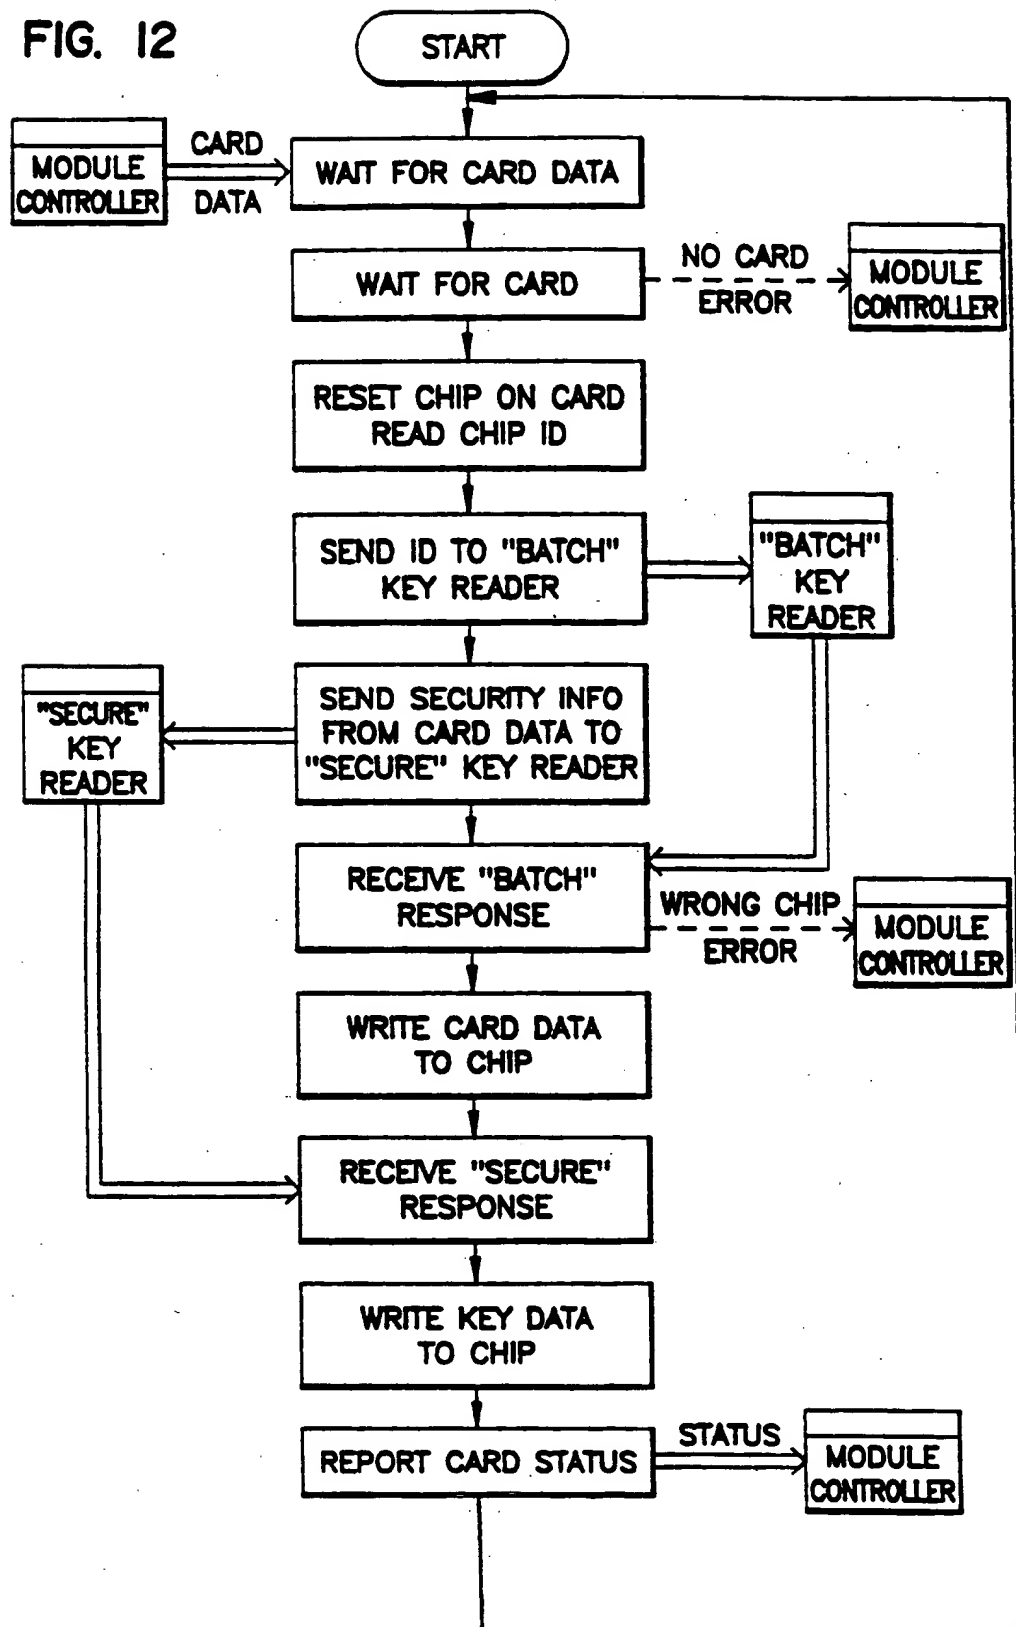 FIG. 12
START
CARD
DATA
MODULE
CONTROLLER
WAIT FOR CARD DATA
WAIT FOR CARD
NO CARD
ERROR
MODULE
CONTROLLER
RESET CHIP ON CARD
READ CHIP ID
SEND ID TO "BATCH"
KEY READER
"BATCH"
KEY
READER
SEND SECURITY INFO
FROM CARD DATA TO
"SECURE" KEY READER
"SECURE"
KEY
READER
RECEIVE "BATCH"
RESPONSE
WRONG CHIP
ERROR
MODULE
CONTROLLER
WRITE CARD DATA
TO CHIP
RECEIVE "SECURE"
RESPONSE
WRITE KEY DATA
TO CHIP
REPORT CARD STATUS
STATUS
MODULE
CONTROLLER